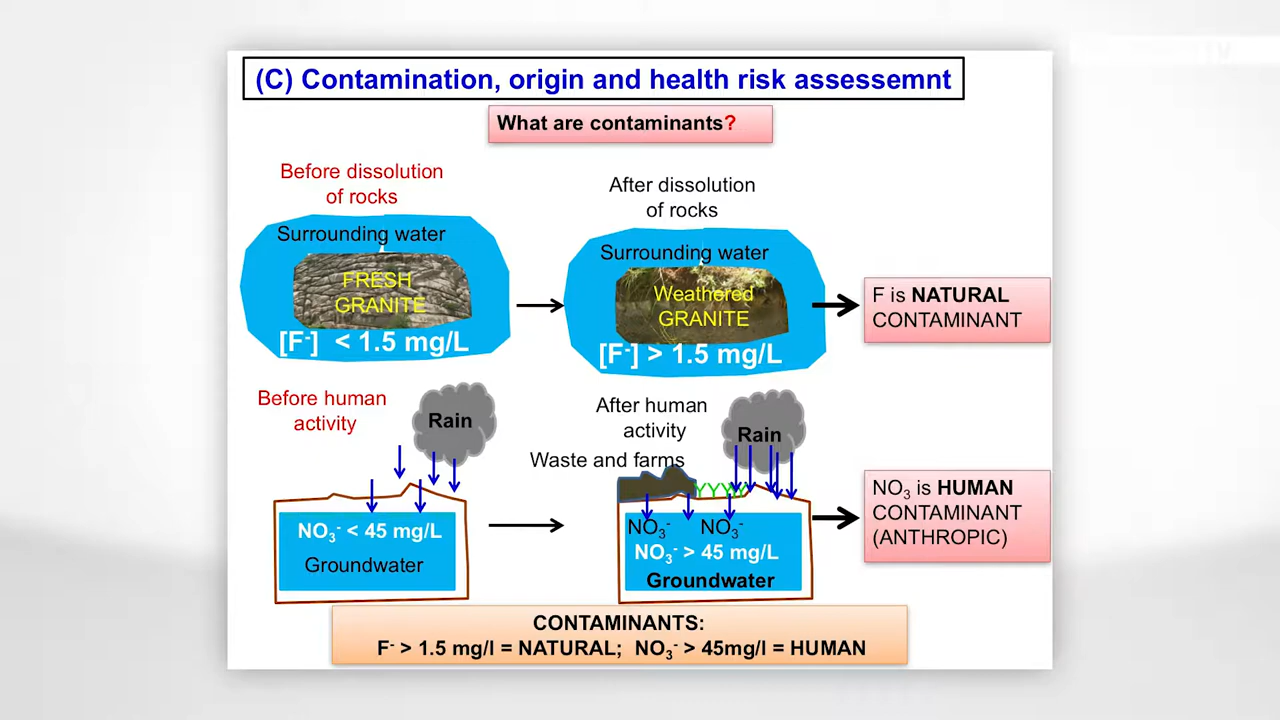 (C) Contamination, origin and health risk assessemnt
What are contaminants?
Before dissolution
of rocks
Surrounding water
FRESH
GRANITE
[F-] < 1.5 mg/L
After dissolution
of rocks
Surrounding water
Weathered
GRANITE
[F-] > 1.5 mg/L
F is NATURAL
CONTAMINANT
Before human
activity
Rain
NO3- < 45 mg/L
Groundwater
After human
activity
Rain
Waste and farms
YYYY
NO3- NO3-
NO3- > 45 mg/L
Groundwater
NO3 is HUMAN
CONTAMINANT
(ANTHROPIC)
CONTAMINANTS:
F- > 1.5 mg/l = NATURAL; NO3- > 45mg/l = HUMAN